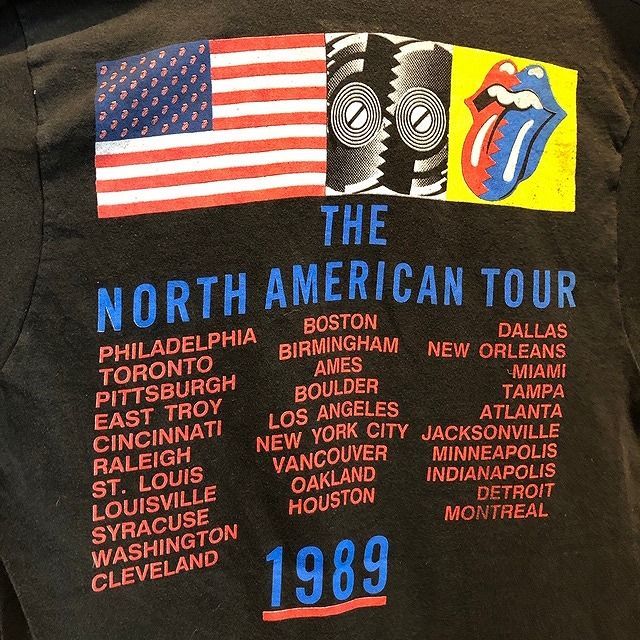 THE
NORTH AMERICAN TOUR
PHILADELPHIA
TORONTO
PITTSBURGH
EAST TROY
CINCINNATI
RALEIGH
ST. LOUIS
LOUISVILLE
SYRACUSE
WASHINGTON
CLEVELAND
BOSTON
BIRMINGHAM
AMES
BOULDER
LOS ANGELES
NEW YORK CITY
VANCOUVER
OAKLAND
HOUSTON
DALLAS
NEW ORLEANS
MIAMI
TAMPA
ATLANTA
JACKSONVILLE
MINNEAPOLIS
INDIANAPOLIS
DETROIT
MONTREAL
1989